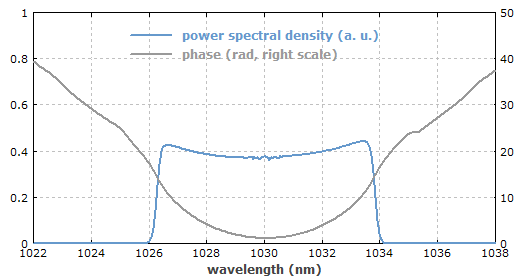 1 50
power spectral density (a. u.)
phase (rad, right scale)
0.8 40
0.6 30
0.4 20
0.2 10
0 0
1022 1024 1026 1028 1030 1032 1034 1036 1038
wavelength (nm)